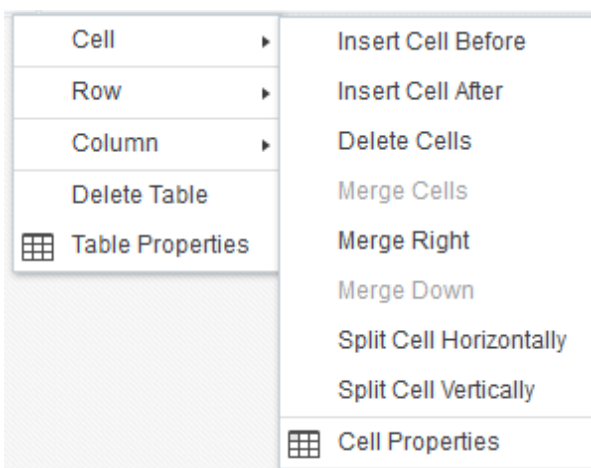 Cell
Row
Column
Delete Table
Table Properties
Insert Cell Before
Insert Cell After
Delete Cells
Merge Cells
Merge Right
Merge Down
Split Cell Horizontally
Split Cell Vertically
Cell Properties